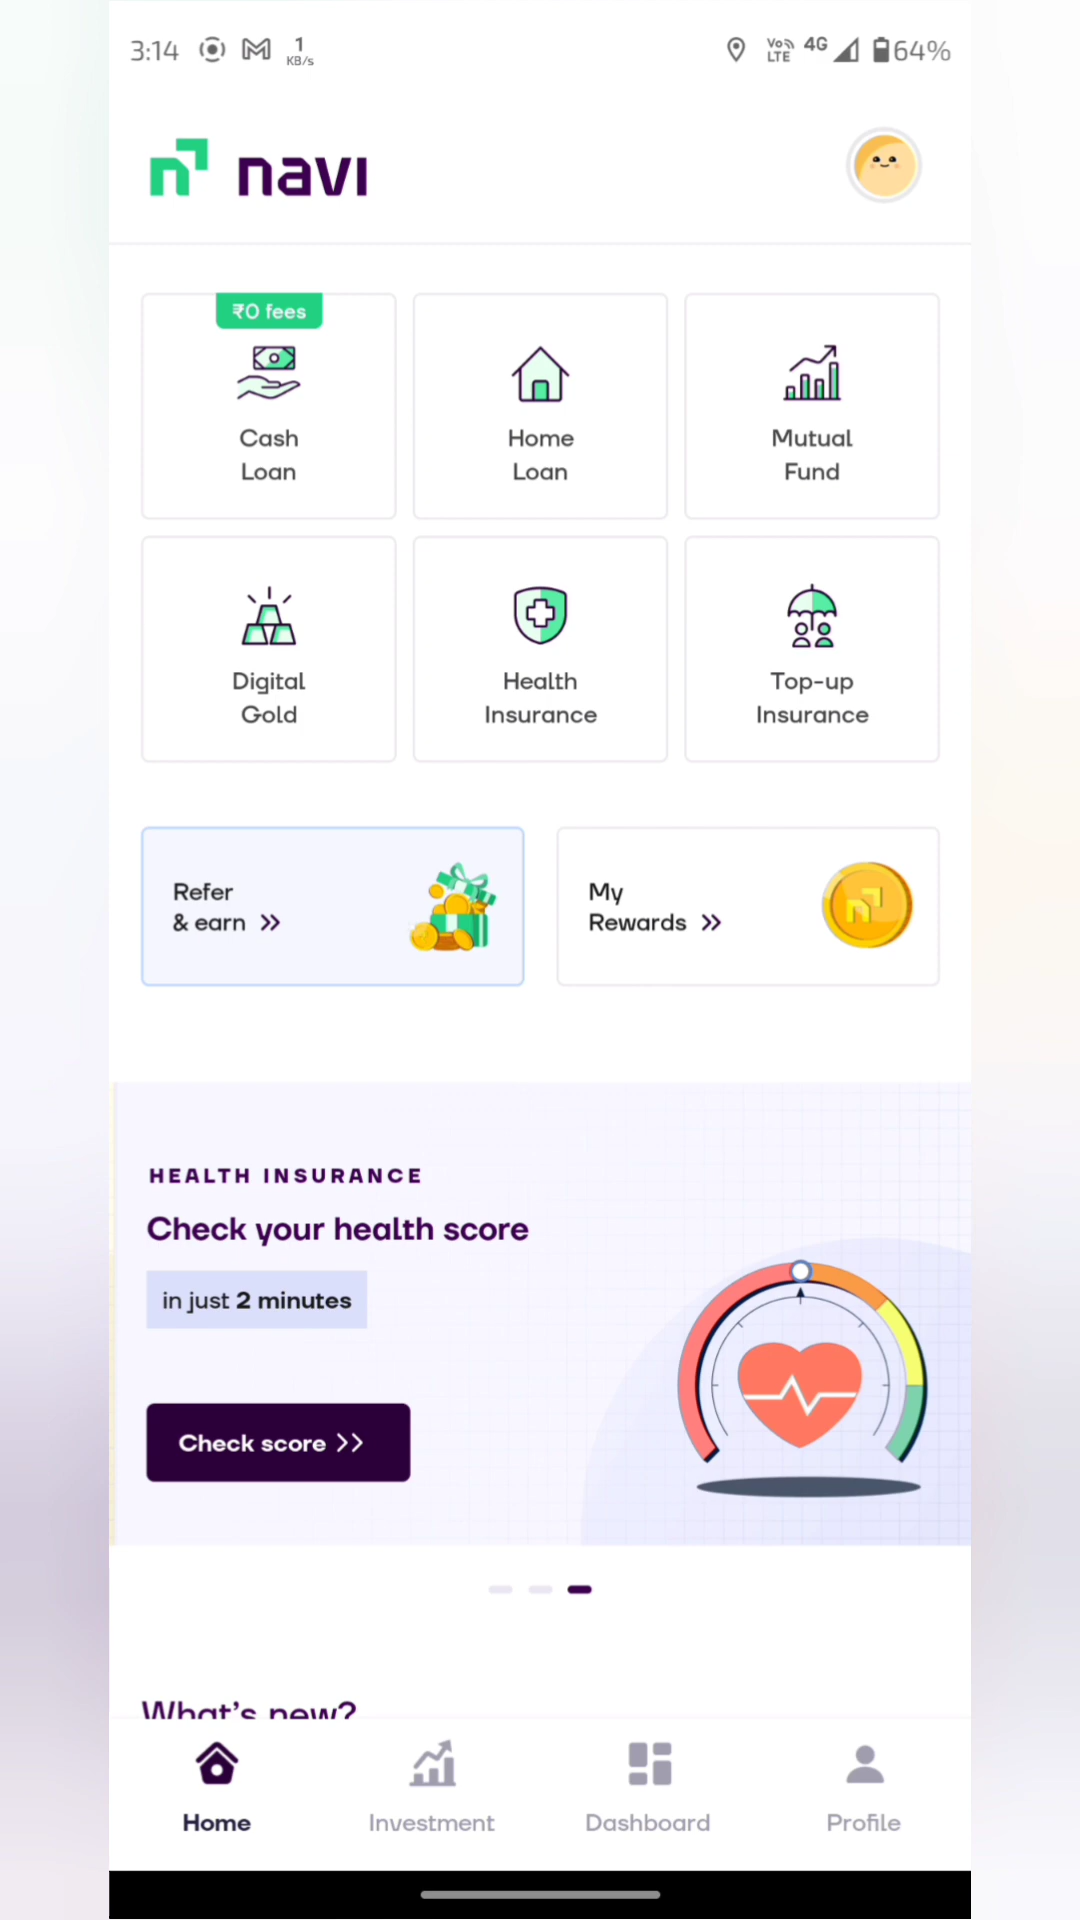 3:14 1 KB/s Vo LTE 4G 64%
navi
₹0 fees
Cash
Loan
Home
Loan
Mutual
Fund
Digital
Gold
Health
Insurance
Top-up
Insurance
Refer
& earn »
My
Rewards »
HEALTH INSURANCE
Check your health score
in just 2 minutes
Check score >>
What's new?
Home
Investment
Dashboard
Profile